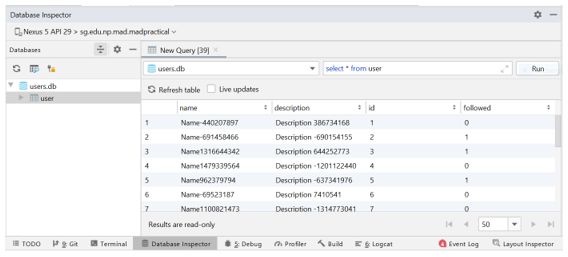 Database Inspector
Nexus 5 API 29 > sg.edu.np.mad.madpractical
Databases
New Query [39]
users.db
select * from user
Run
Refresh table
Live updates
users.db
user
name description id followed
1 Name-440207897 Description 386734168 1 0
2 Name-691458466 Description -690154155 2 1
3 Name1316644342 Description 644252773 3 1
4 Name1479339564 Description -1201122440 4 0
5 Name962379794 Description -637341976 5 1
6 Name-69523187 Description 7410541 6 0
7 Name1100821473 Description -1314773041 7 0
Results are read-only
50
TODO 9: Git Terminal Database Inspector 5: Debug Profiler Build 6: Logcat 4 Event Log Layout Inspector